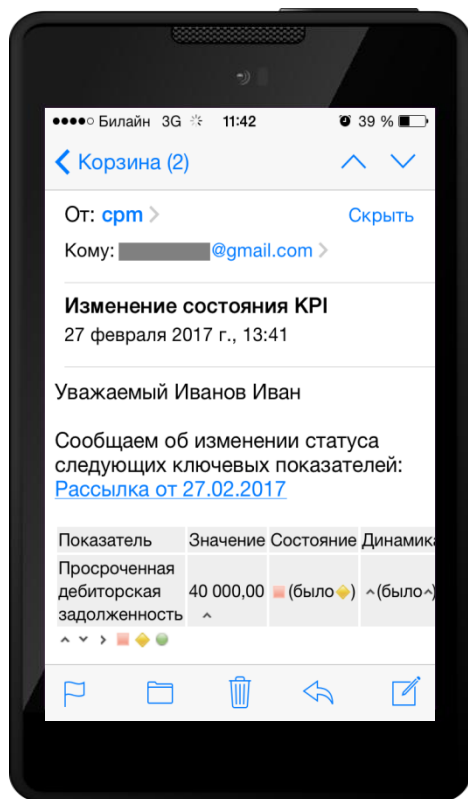 Билайн 3G 11:42 39 %
Корзина (2)
От: cpm Скрыть
Кому: @gmail.com
Изменение состояния KPI
27 февраля 2017 г., 13:41
Уважаемый Иванов Иван
Сообщаем об изменении статуса
следующих ключевых показателей:
Рассылка от 27.02.2017
Показатель Значение Состояние Динамика
Просроченная
дебиторская 40 000,00 (было ) (было )
задолженность